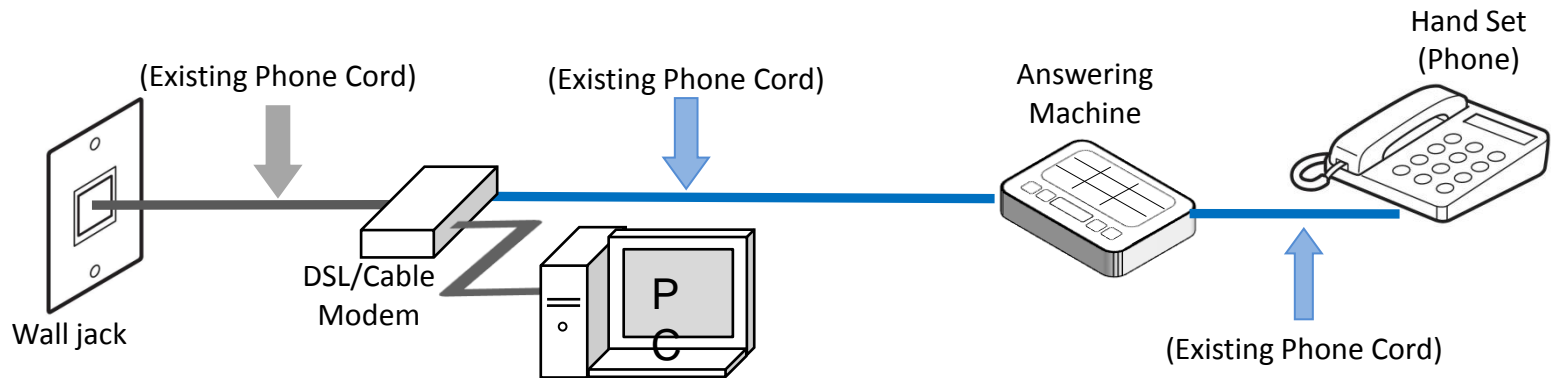 Hand Set
(Phone)
(Existing Phone Cord)
(Existing Phone Cord)
Answering
Machine
DSL/Cable
Modem
P
C
Wall jack
(Existing Phone Cord)